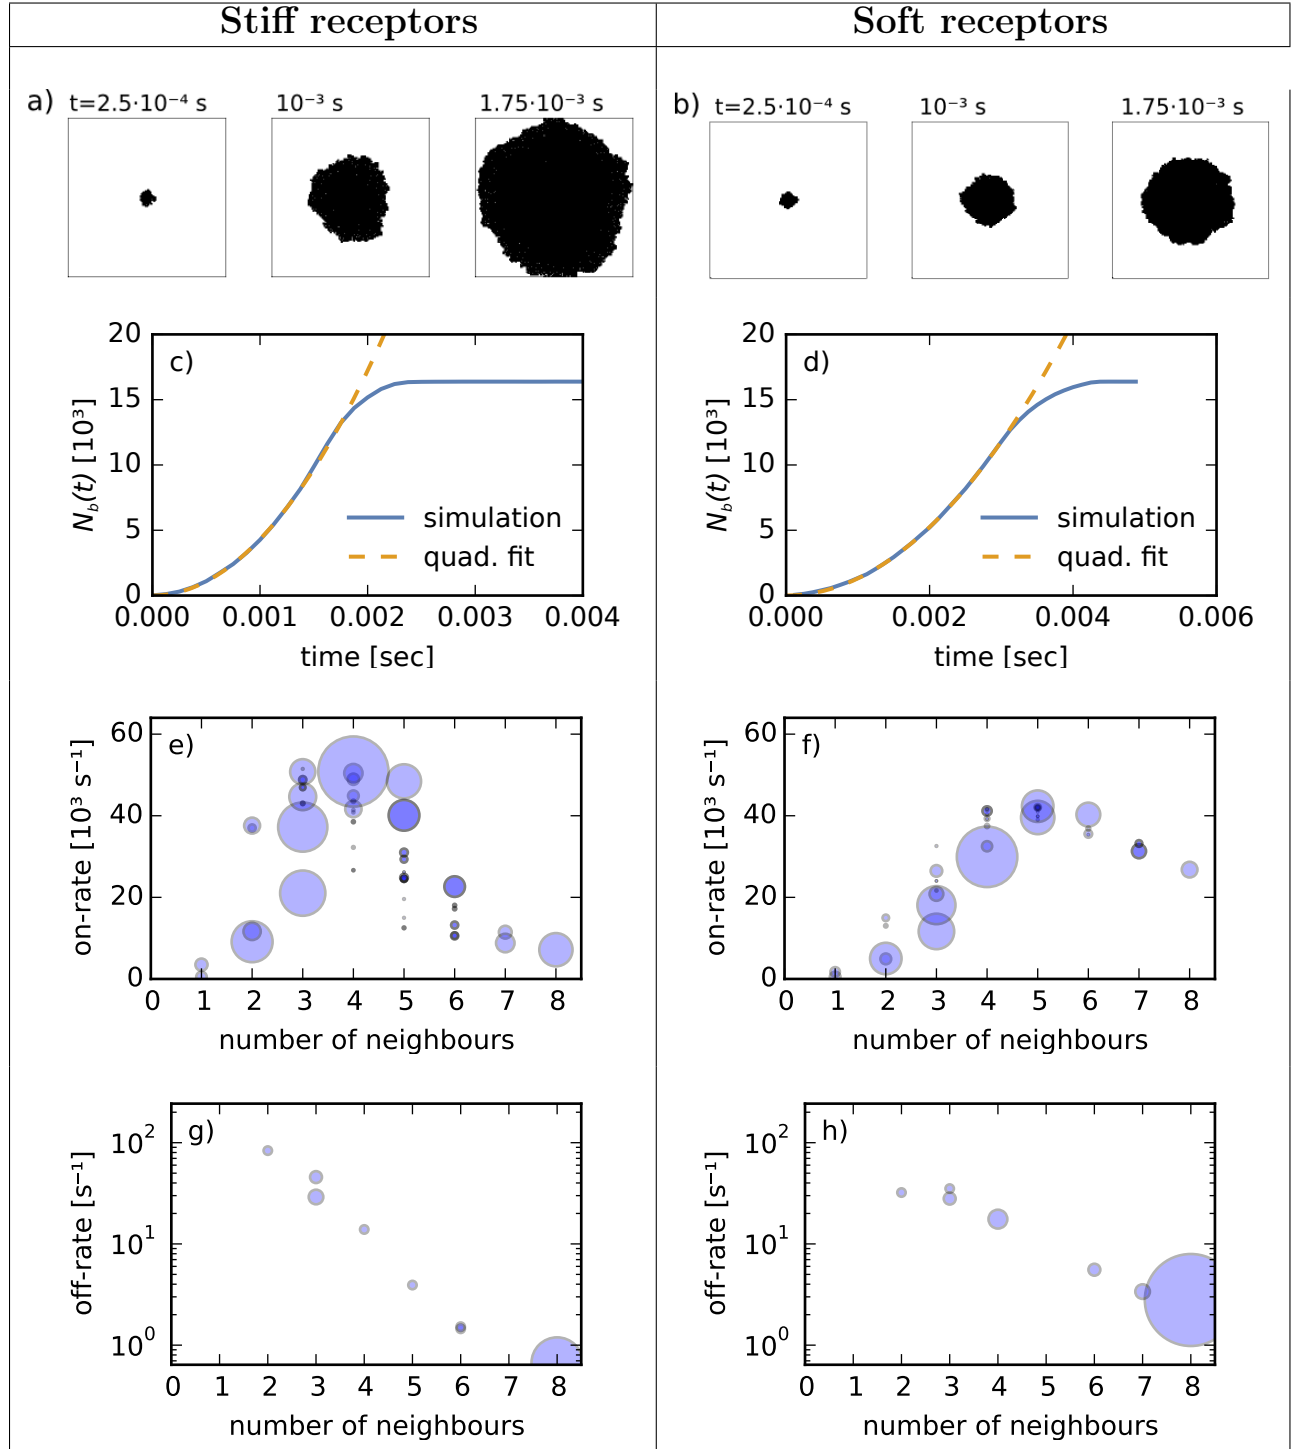 Stiff receptors
Soft receptors
a) t=2.5·10⁻⁴ s 10⁻³ s 1.75·10⁻³ s
b) t=2.5·10⁻⁴ s 10⁻³ s 1.75·10⁻³ s
c)
20
15
10
5
0
N_b(t) [10³]
simulation
quad. fit
0.000 0.001 0.002 0.003 0.004
time [sec]
d)
20
15
10
5
0
N_b(t) [10³]
simulation
quad. fit
0.000 0.002 0.004 0.006
time [sec]
e)
60
40
20
0
on-rate [10³ s⁻¹]
0 1 2 3 4 5 6 7 8
number of neighbours
f)
60
40
20
0
on-rate [10³ s⁻¹]
0 1 2 3 4 5 6 7 8
number of neighbours
g)
10²
10¹
10⁰
off-rate [s⁻¹]
0 1 2 3 4 5 6 7 8
number of neighbours
h)
10²
10¹
10⁰
off-rate [s⁻¹]
0 1 2 3 4 5 6 7 8
number of neighbours